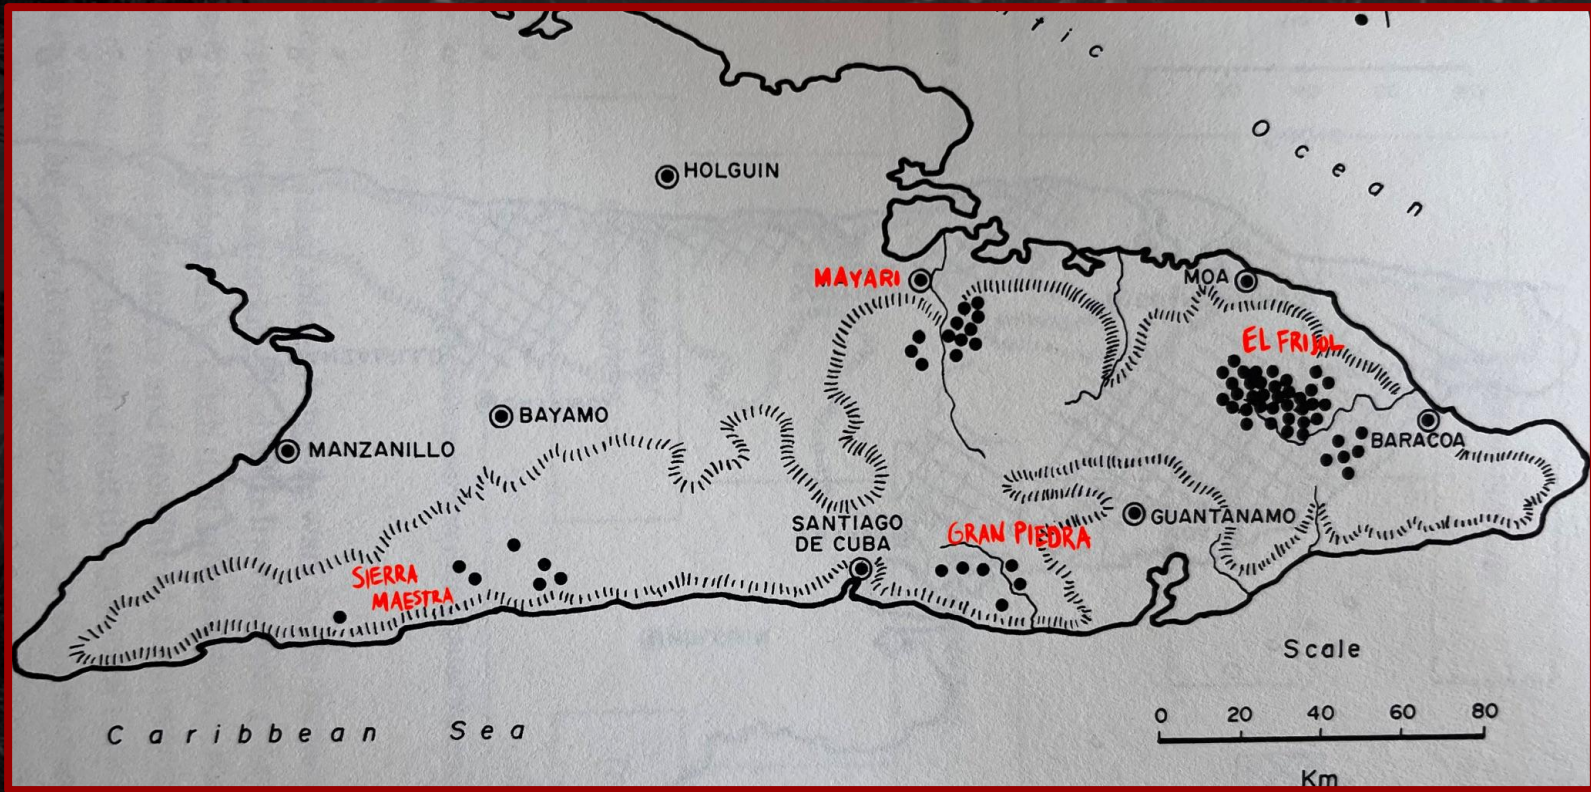 tic
Ocean
HOLGUIN
MAYARI
MOA
EL FRIJOL
BAYAMO
MANZANILLO
BARACOA
SANTIAGO
DE CUBA
GUANTANAMO
GRAN PIEDRA
SIERRA
MAESTRA
Scale
0 20 40 60 80
Km
Caribbean Sea